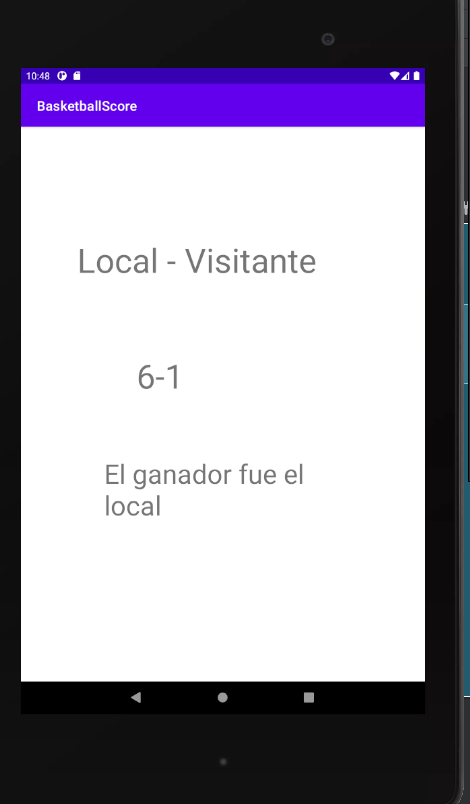 10:48
BasketballScore
Local - Visitante
6-1
El ganador fue el
local